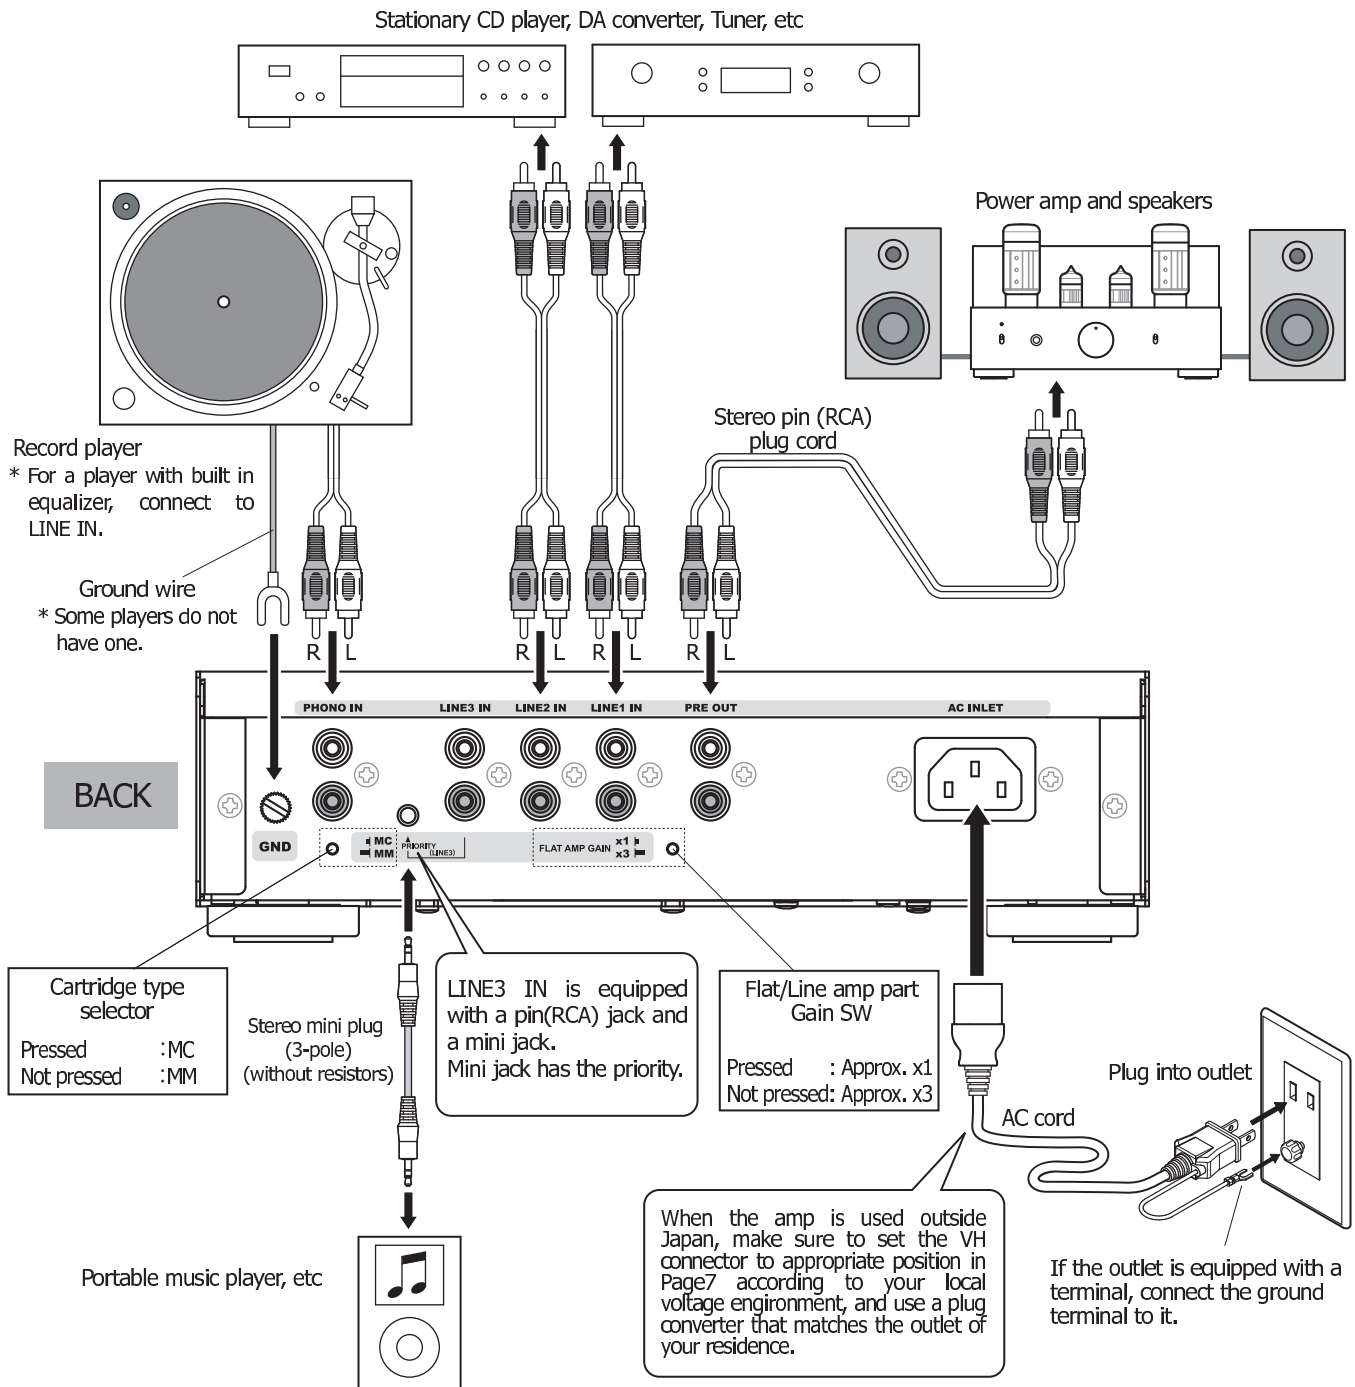 Stationary CD player, DA converter, Tuner, etc
Power amp and speakers
Stereo pin (RCA)
plug cord
Record player
* For a player with built in
equalizer, connect to
LINE IN.
Ground wire
* Some players do not
have one.
R L
R L
R L
R L
PHONO IN
LINE3 IN
LINE2 IN
LINE1 IN
PRE OUT
AC INLET
BACK
GND
MC
MM
PRIORITY
(LINE3)
FLAT AMP GAIN
x1
x3
Cartridge type
selector
Pressed :MC
Not pressed :MM
Stereo mini plug
(3-pole)
(without resistors)
LINE3 IN is equipped
with a pin(RCA) jack and
a mini jack.
Mini jack has the priority.
Flat/Line amp part
Gain SW
Pressed : Approx. x1
Not pressed: Approx. x3
Plug into outlet
AC cord
When the amp is used outside
Japan, make sure to set the VH
connector to appropriate position in
Page7 according to your local
voltage engironment, and use a plug
converter that matches the outlet of
your residence.
If the outlet is equipped with a
terminal, connect the ground
terminal to it.
Portable music player, etc